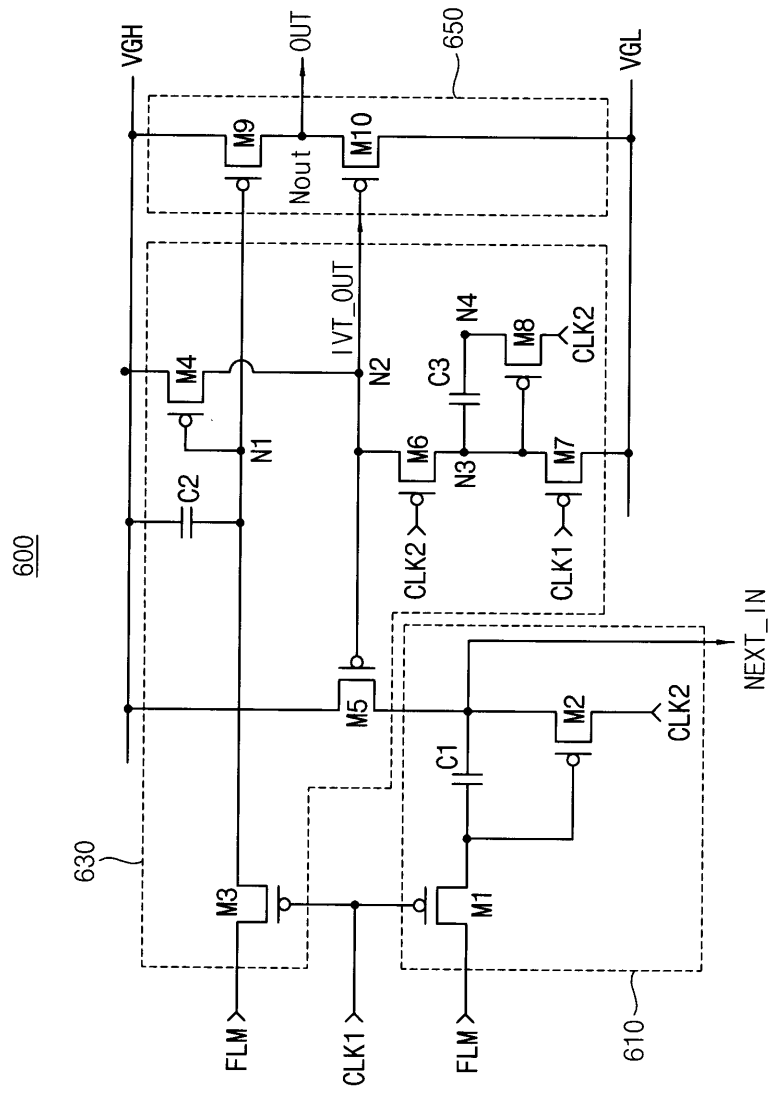 600
VGH
630
C2
M4
M9
OUT
M3
N1
Nout
650
FLM
IVT_OUT
M10
M5
N2
CLK1
CLK2
M6
C3
N4
N3
M8
CLK2
C1
CLK1
M7
M1
FLM
M2
CLK2
VGL
610
NEXT_IN